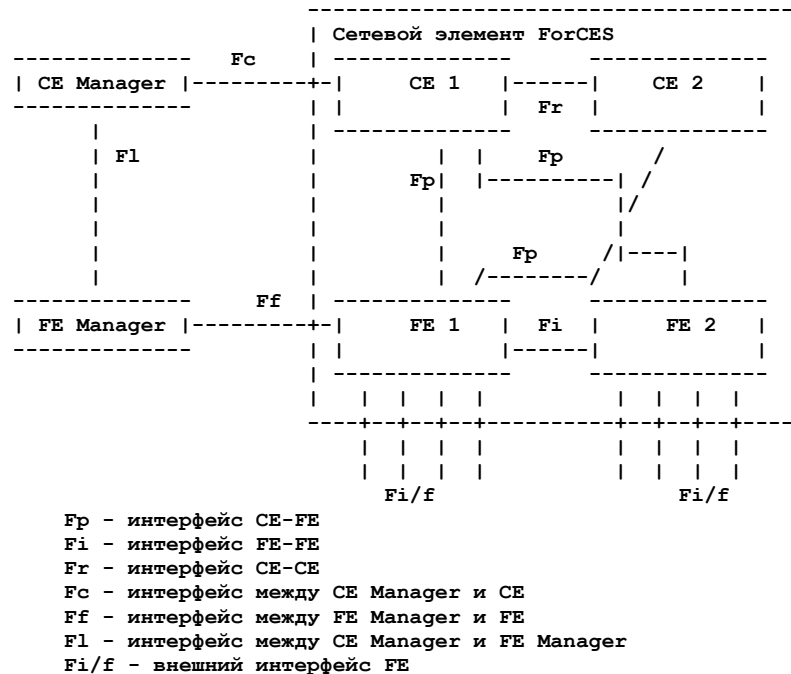 Сетевой элемент ForCES
Fc
CE Manager CE 1 CE 2
Fr
Fl Fp
Fp
Fp
Ff
FE Manager FE 1 Fi FE 2
Fi/f Fi/f
Fp - интерфейс CE-FE
Fi - интерфейс FE-FE
Fr - интерфейс CE-CE
Fc - интерфейс между CE Manager и CE
Ff - интерфейс между FE Manager и FE
Fl - интерфейс между CE Manager и FE Manager
Fi/f - внешний интерфейс FE